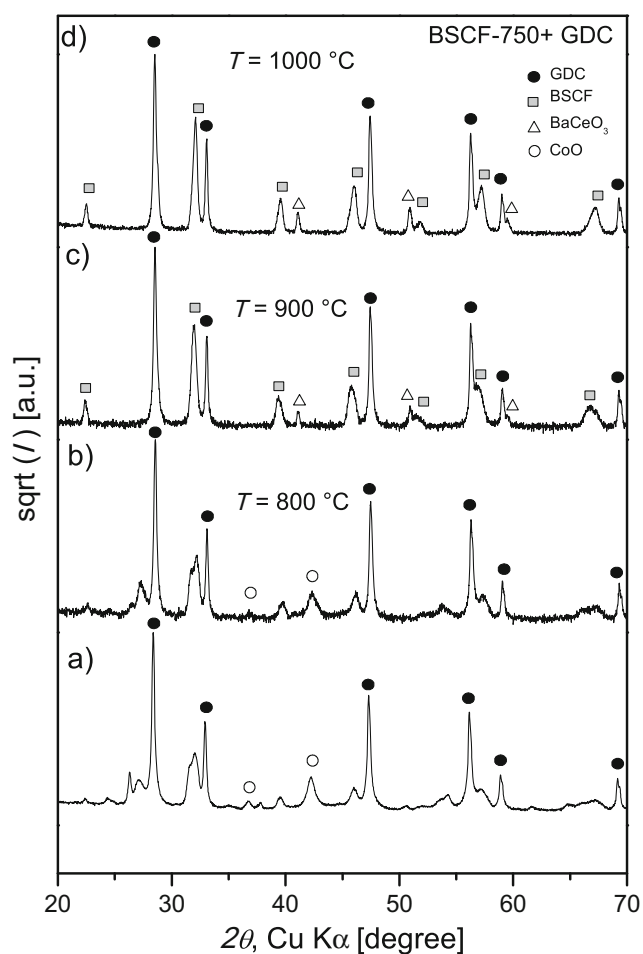 d)
BSCF-750+ GDC
T = 1000 °C
GDC
BSCF
BaCeO₃
CoO
c)
T = 900 °C
b)
T = 800 °C
a)
sqrt (I) [a.u.]
20 30 40 50 60 70
2θ, Cu Kα [degree]